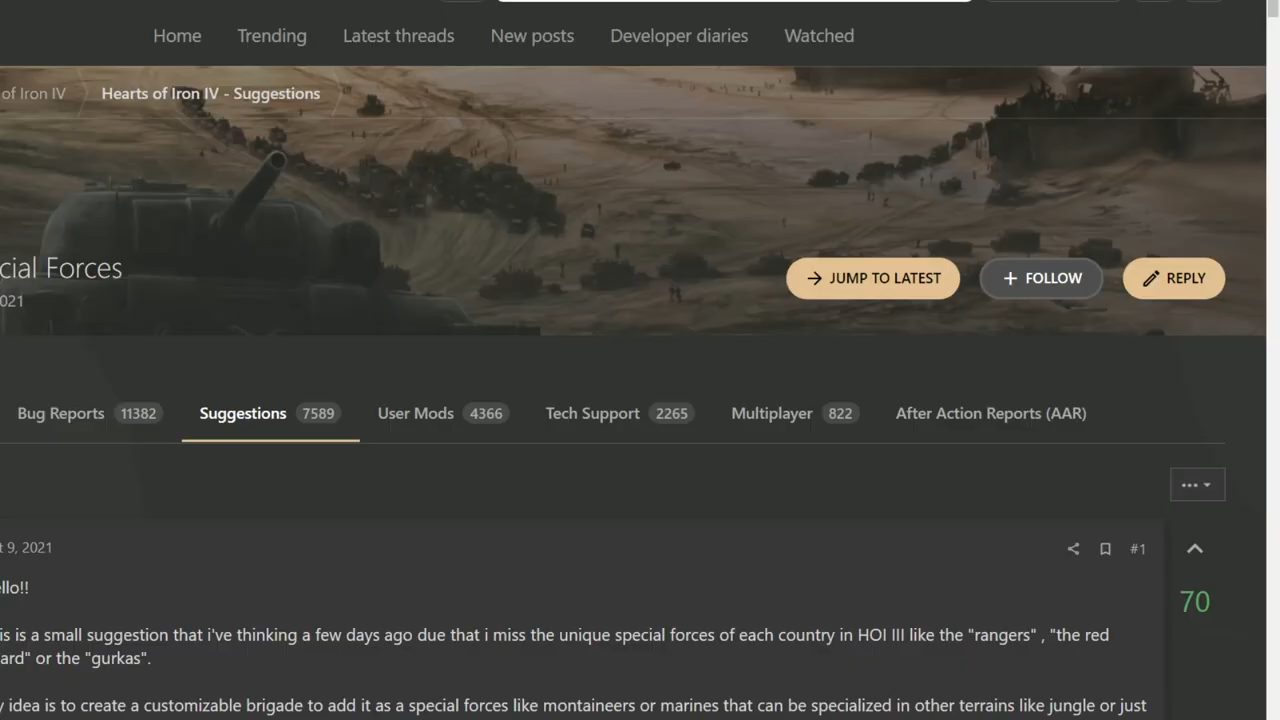 Home Trending Latest threads New posts Developer diaries Watched
of Iron IV Hearts of Iron IV - Suggestions
cial Forces
021
JUMP TO LATEST + FOLLOW REPLY
Bug Reports 11382 Suggestions 7589 User Mods 4366 Tech Support 2265 Multiplayer 822 After Action Reports (AAR)
t 9, 2021 #1
70
ello!!
is is a small suggestion that i've thinking a few days ago due that i miss the unique special forces of each country in HOI III like the "rangers" , "the red
ard" or the "gurkas".
y idea is to create a customizable brigade to add it as a special forces like montaineers or marines that can be specialized in other terrains like jungle or just